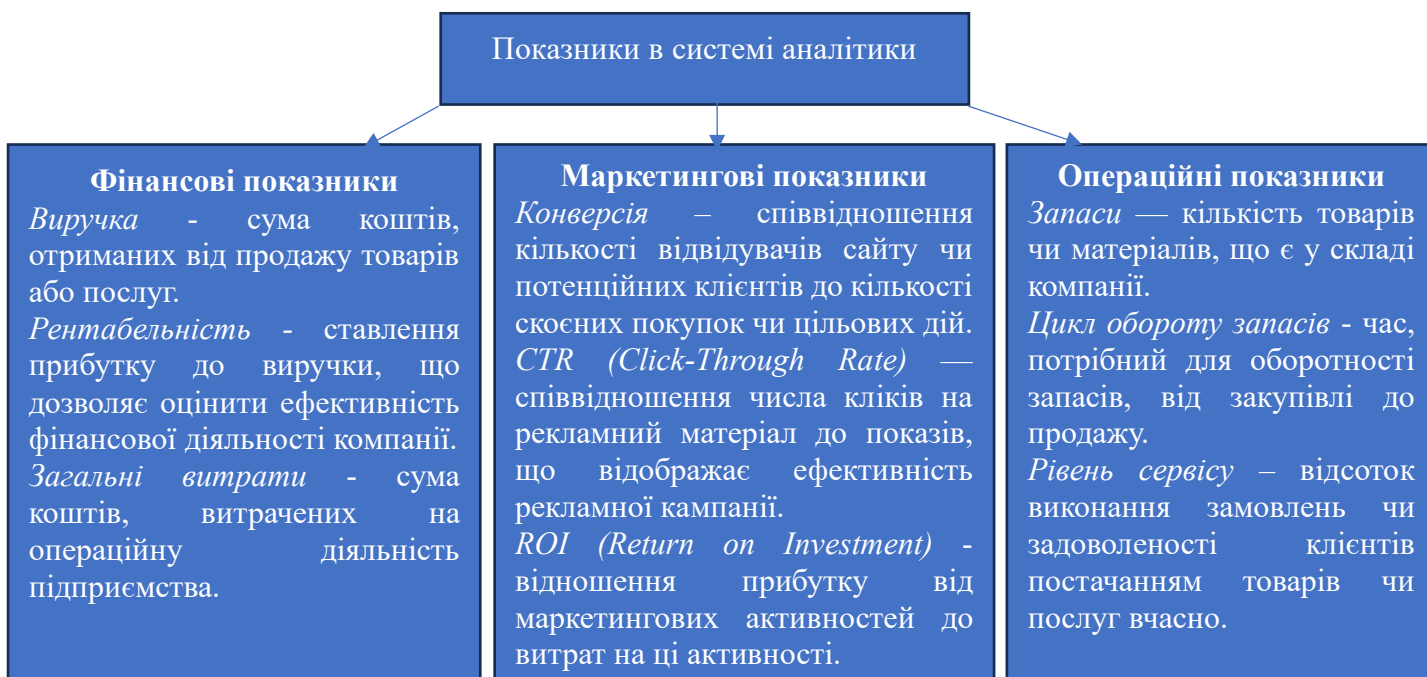 Показники в системі аналітики
Фінансові показники
Виручка - сума коштів,
отриманих від продажу товарів
або послуг.
Рентабельність - ставлення
прибутку до виручки, що
дозволяє оцінити ефективність
фінансової діяльності компанії.
Загальні витрати - сума
коштів, витрачених на
операційну діяльність
підприємства.
Маркетингові показники
Конверсія – співвідношення
кількості відвідувачів сайту чи
потенційних клієнтів до кількості
скоєних покупок чи цільових дій.
CTR (Click-Through Rate) —
співвідношення числа кліків на
рекламний матеріал до показів,
що відображає ефективність
рекламної кампанії.
ROI (Return on Investment) -
відношення прибутку від
маркетингових активностей до
витрат на ці активності.
Операційні показники
Запаси — кількість товарів
чи матеріалів, що є у складі
компанії.
Цикл обороту запасів - час,
потрібний для оборотності
запасів, від закупівлі до
продажу.
Рівень сервісу – відсоток
виконання замовлень чи
задоволеності клієнтів
постачанням товарів чи
послуг вчасно.